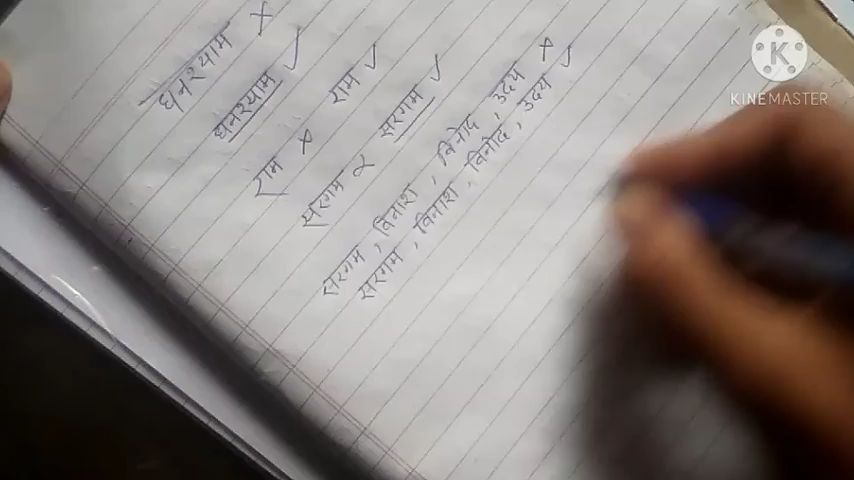 घनश्याम ×
घनश्याम ✓
राम × राम ✓
सरगम × सरगम ✓
सरगम , विनाश , विनोद , उदय ×
सरगम , विनाश , विनोद , उदय ✓
K
KINEMASTER